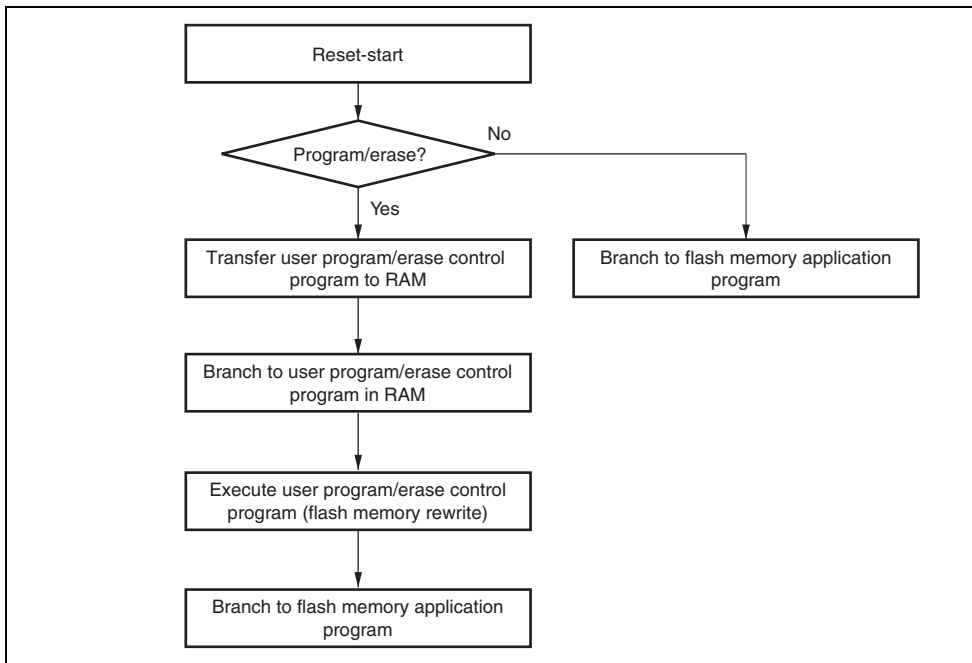 Reset-start
Program/erase?
No
Yes
Transfer user program/erase control
program to RAM
Branch to flash memory application
program
Branch to user program/erase control
program in RAM
Execute user program/erase control
program (flash memory rewrite)
Branch to flash memory application
program